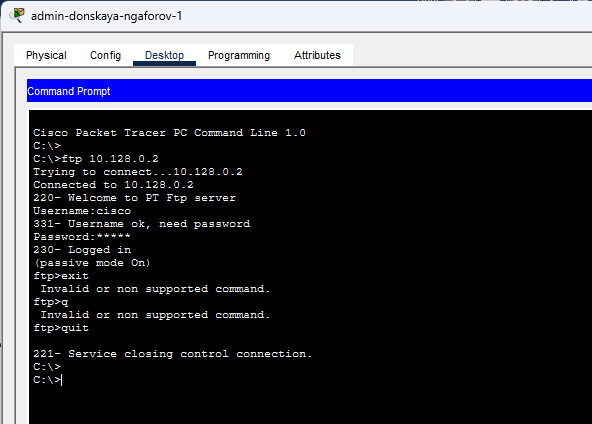 admin-donskaya-ngaforov-1
Physical Config Desktop Programming Attributes
Command Prompt
Cisco Packet Tracer PC Command Line 1.0
C:\>
C:\>ftp 10.128.0.2
Trying to connect...10.128.0.2
Connected to 10.128.0.2
220- Welcome to PT Ftp server
Username:cisco
331- Username ok, need password
Password:*****
230- Logged in
(passive mode On)
ftp>exit
Invalid or non supported command.
ftp>q
Invalid or non supported command.
ftp>quit
221- Service closing control connection.
C:\>
C:\>